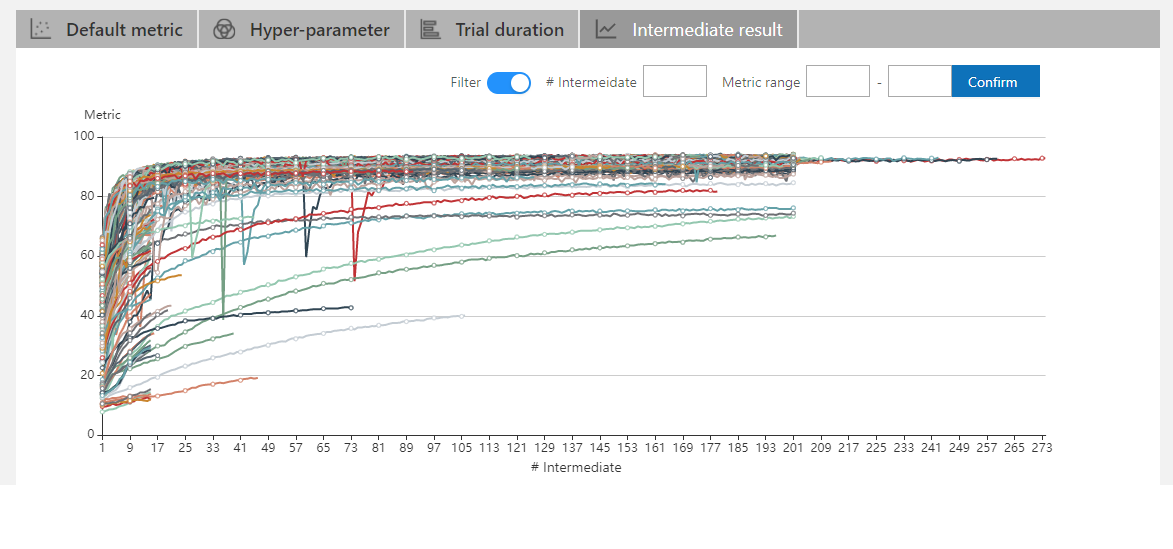 Default metric Hyper-parameter Trial duration Intermediate result
Filter # Intermeidate Metric range - Confirm
Metric
100
80
60
40
20
0
1 9 17 25 33 41 49 57 65 73 81 89 97 105 113 121 129 137 145 153 161 169 177 185 193 201 209 217 225 233 241 249 257 265 273
# Intermediate